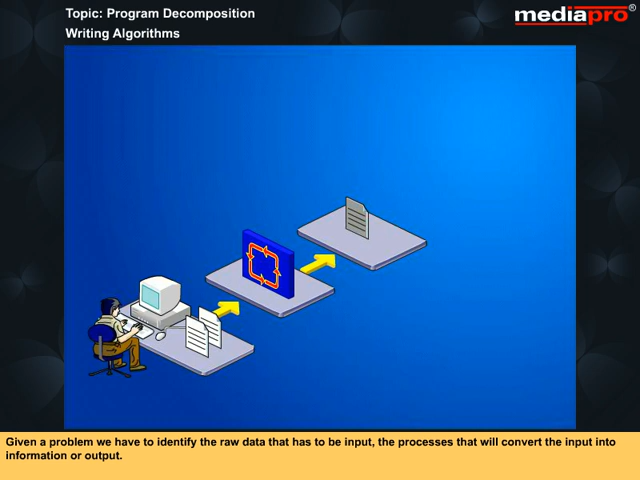 Topic: Program Decomposition
mediapro®
Writing Algorithms
Given a problem we have to identify the raw data that has to be input, the processes that will convert the input into
information or output.